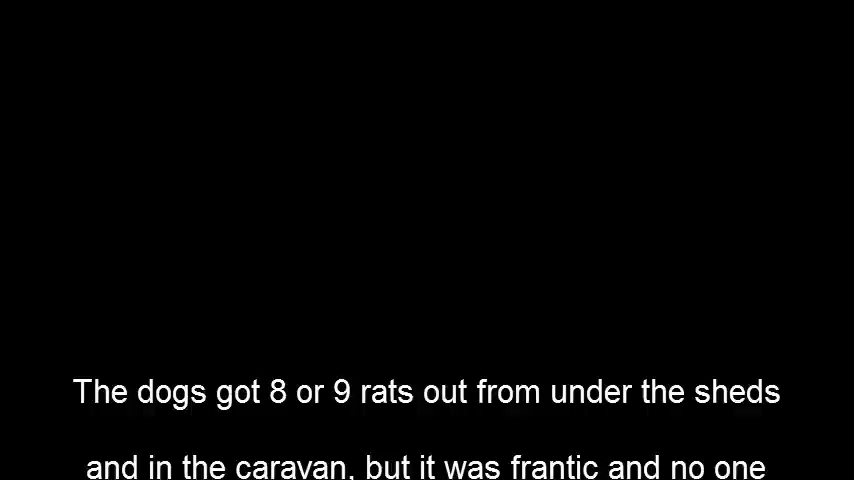 The dogs got 8 or 9 rats out from under the sheds
and in the caravan, but it was frantic and no one